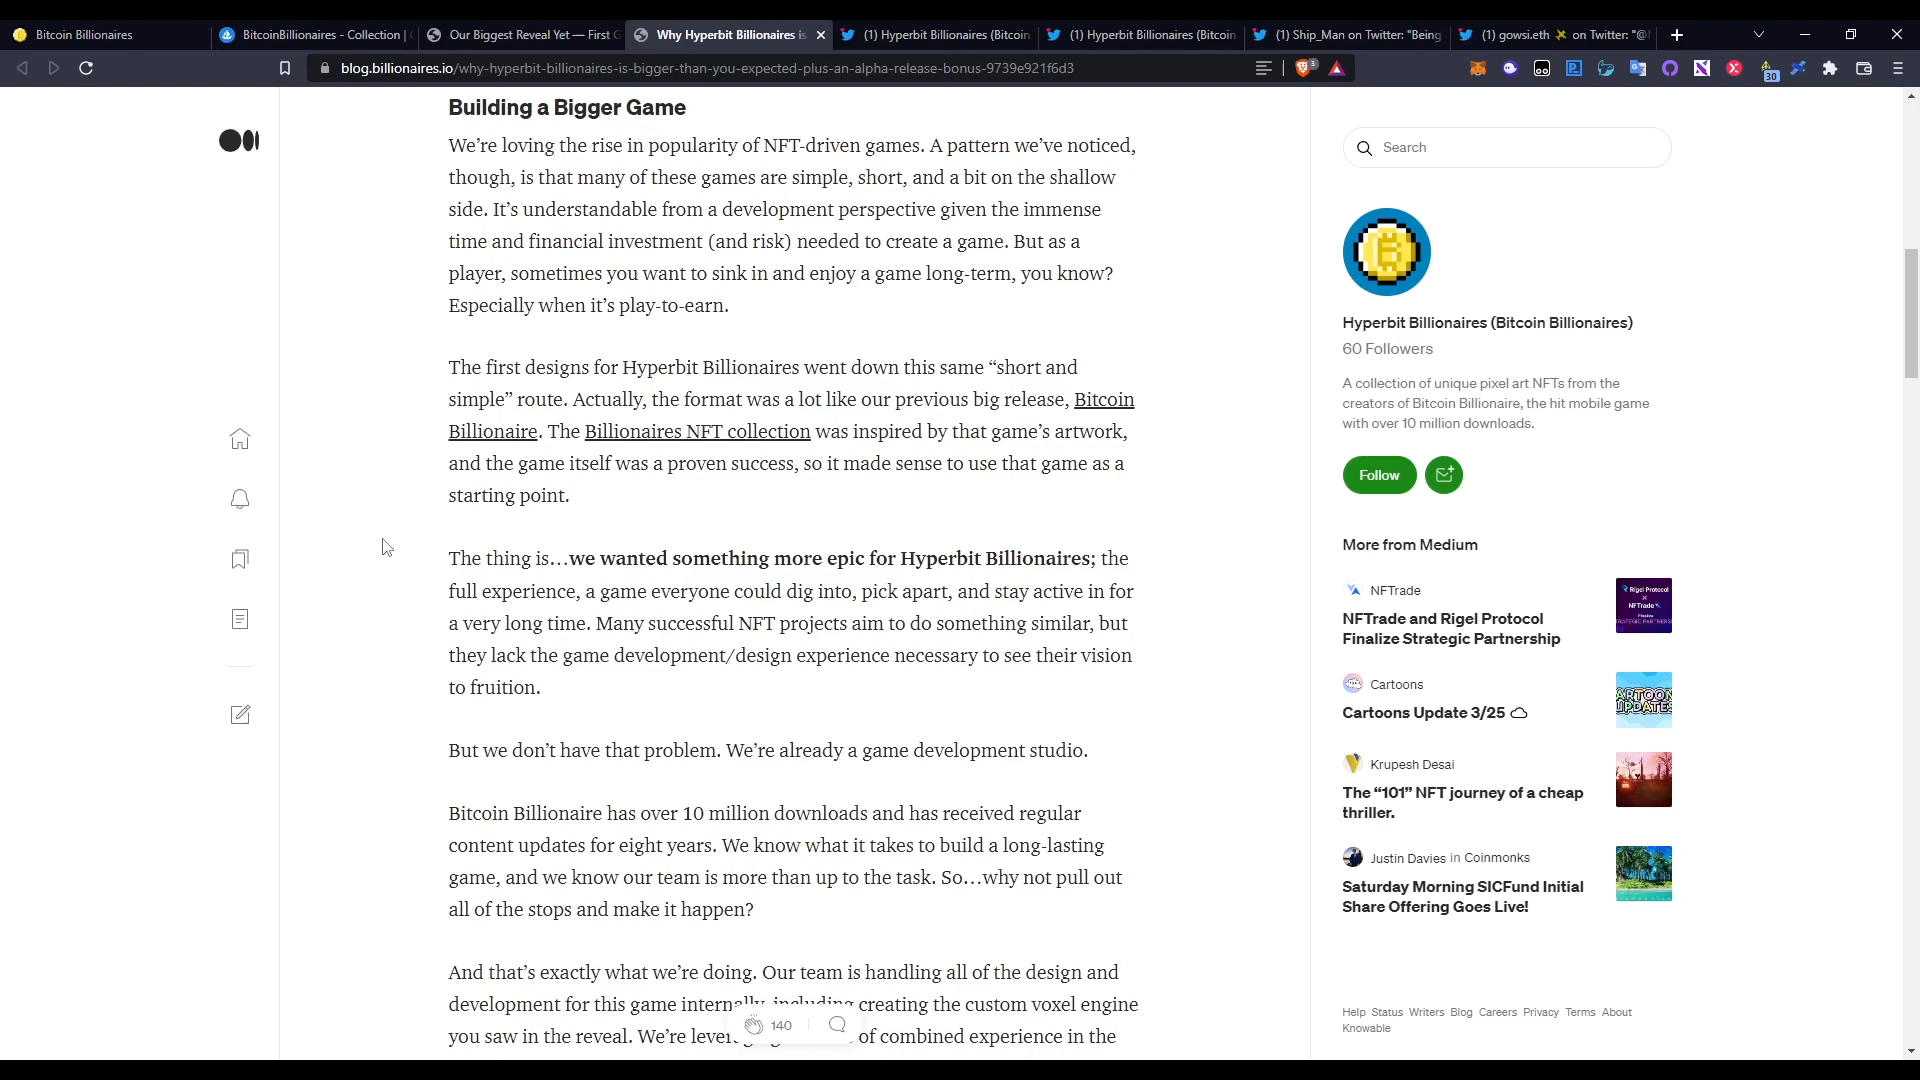 Bitcoin Billionaires
BitcoinBillionaires - Collection |
Our Biggest Reveal Yet — First G
Why Hyperbit Billionaires is
(1) Hyperbit Billionaires (Bitcoin
(1) Hyperbit Billionaires (Bitcoin
(1) Ship_Man on Twitter: "Being
(1) gowsi.eth on Twitter: "@
blog.billionaires.io/why-hyperbit-billionaires-is-bigger-than-you-expected-plus-an-alpha-release-bonus-9739e921f6d3
3
30
Building a Bigger Game
We’re loving the rise in popularity of NFT-driven games. A pattern we’ve noticed,
though, is that many of these games are simple, short, and a bit on the shallow
side. It’s understandable from a development perspective given the immense
time and financial investment (and risk) needed to create a game. But as a
player, sometimes you want to sink in and enjoy a game long-term, you know?
Especially when it’s play-to-earn.
The first designs for Hyperbit Billionaires went down this same “short and
simple” route. Actually, the format was a lot like our previous big release, Bitcoin
Billionaire. The Billionaires NFT collection was inspired by that game’s artwork,
and the game itself was a proven success, so it made sense to use that game as a
starting point.
The thing is…we wanted something more epic for Hyperbit Billionaires; the
full experience, a game everyone could dig into, pick apart, and stay active in for
a very long time. Many successful NFT projects aim to do something similar, but
they lack the game development/design experience necessary to see their vision
to fruition.
But we don’t have that problem. We’re already a game development studio.
Bitcoin Billionaire has over 10 million downloads and has received regular
content updates for eight years. We know what it takes to build a long-lasting
game, and we know our team is more than up to the task. So…why not pull out
all of the stops and make it happen?
And that’s exactly what we’re doing. Our team is handling all of the design and
development for this game internally, including creating the custom voxel engine
you saw in the reveal. We’re of combined experience in the
140
Search
Hyperbit Billionaires (Bitcoin Billionaires)
60 Followers
A collection of unique pixel art NFTs from the
creators of Bitcoin Billionaire, the hit mobile game
with over 10 million downloads.
Follow
More from Medium
NFTrade
NFTrade and Rigel Protocol
Finalize Strategic Partnership
Rigel Protocol
X
NFTrade
Finalize
STRATEGIC PARTNERS
Cartoons
Cartoons Update 3/25
CARTOON
UPDATES
Krupesh Desai
The “101” NFT journey of a cheap
thriller.
Justin Davies in Coinmonks
Saturday Morning SICFund Initial
Share Offering Goes Live!
Help Status Writers Blog Careers Privacy Terms About
Knowable